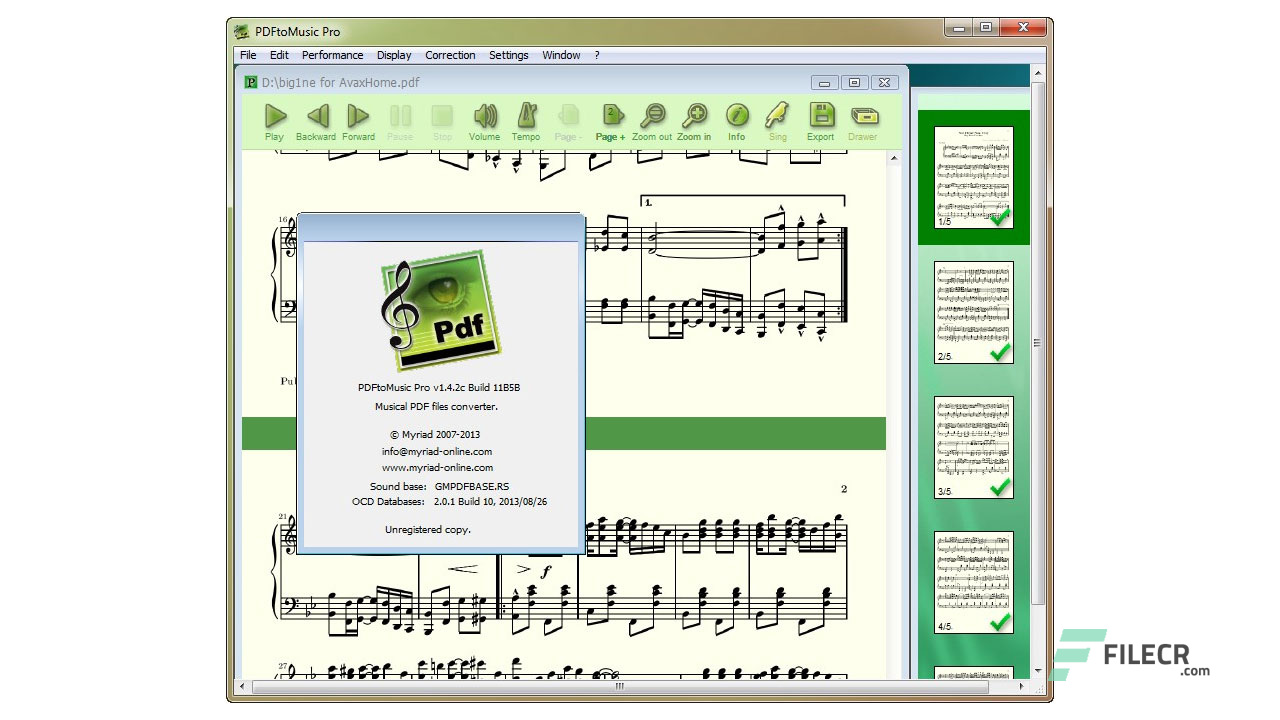 PDFtoMusic Pro
File Edit Performance Display Correction Settings Window ?
D:\big1ne for AvaxHome.pdf
Play Backward Forward Pause Stop Volume Tempo Page - Page + Zoom out Zoom in Info Sing Export Drawer
16
1.
Pdf
PDFtoMusic Pro v1.4.2c Build 11B5B
Musical PDF files converter.
© Myriad 2007-2013
info@myriad-online.com
www.myriad-online.com
Sound base: GMPDFBASE.RS
OCD Databases: 2.0.1 Build 10, 2013/08/26
Unregistered copy.
2
21
f
27
1/5
2/5
3/5
4/5
FILECR
.com